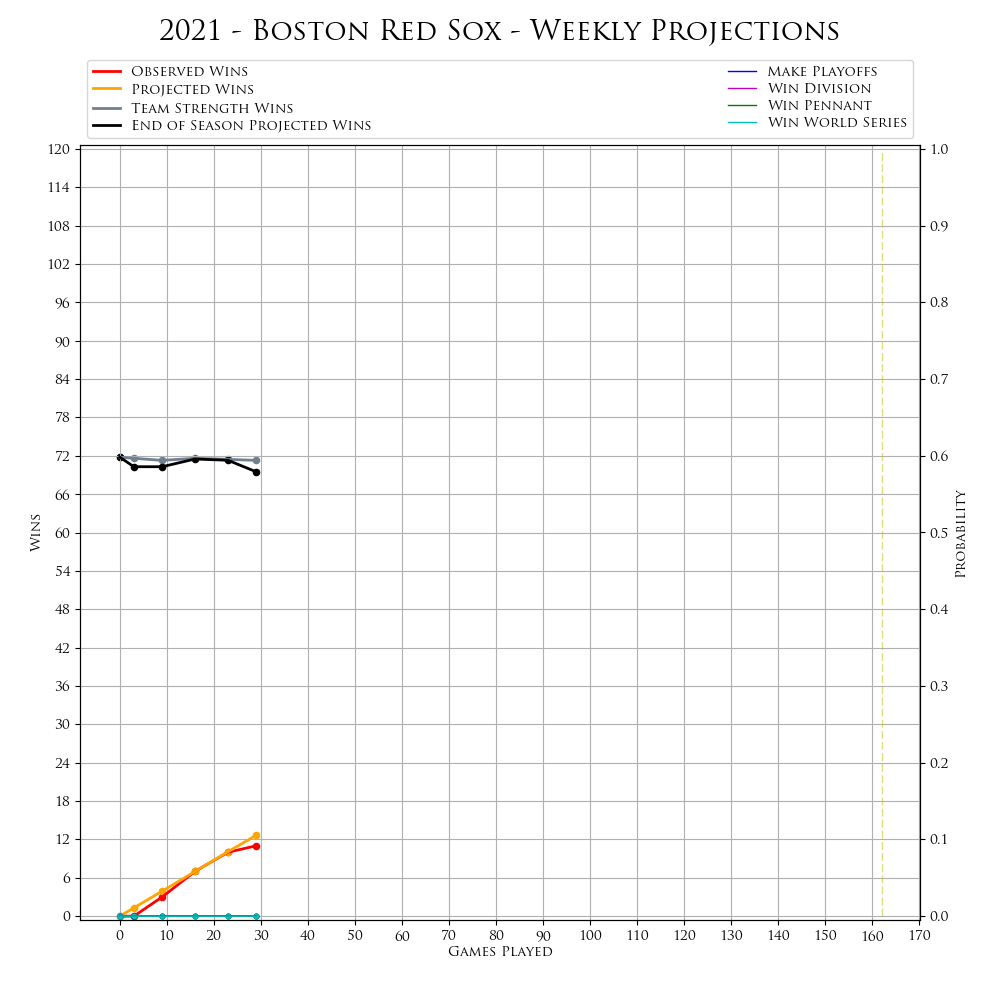 2021 - Boston Red Sox - Weekly Projections
Observed Wins
Projected Wins
Team Strength Wins
End of Season Projected Wins
Make Playoffs
Win Division
Win Pennant
Win World Series
120
114
108
102
96
90
84
78
72
66
60
54
48
42
36
30
24
18
12
6
0
Wins
1.0
0.9
0.8
0.7
0.6
0.5
0.4
0.3
0.2
0.1
0.0
Probability
0 10 20 30 40 50 60 70 80 90 100 110 120 130 140 150 160 170
Games Played